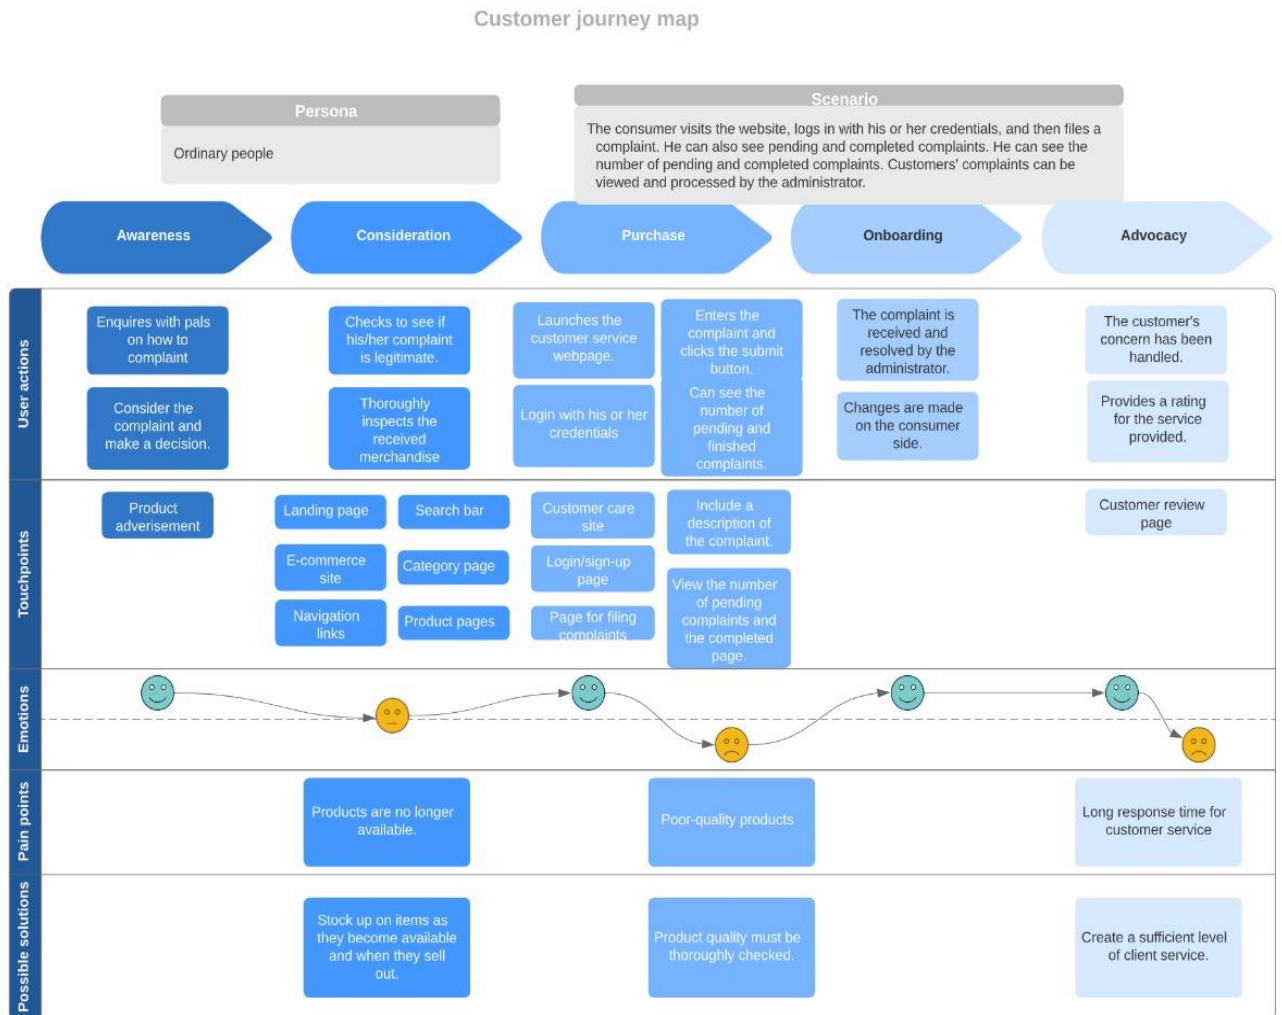 Customer journey map
Persona
Ordinary people
Scenario
The consumer visits the website, logs in with his or her credentials, and then files a
complaint. He can also see pending and completed complaints. He can see the
number of pending and completed complaints. Customers' complaints can be
viewed and processed by the administrator.
Awareness
Consideration
Purchase
Onboarding
Advocacy
User actions
Enquires with pals
on how to
complaint
Consider the
complaint and
make a decision.
Checks to see if
his/her complaint
is legitimate.
Thoroughly
inspects the
received
merchandise
Launches the
customer service
webpage.
Login with his or her
credentials
Enters the
complaint and
clicks the submit
button.
Can see the
number of
pending and
finished
complaints.
The complaint is
received and
resolved by the
administrator.
Changes are made
on the consumer
side.
The customer's
concern has been
handled.
Provides a rating
for the service
provided.
Touchpoints
Product
adverisement
Landing page
Search bar
E-commerce
site
Category page
Navigation
links
Product pages
Customer care
site
Login/sign-up
page
Page for filing
complaints
Include a
description of
the complaint.
View the number
of pending
complaints and
the completed
page.
Customer review
page
Emotions
Pain points
Products are no longer
available.
Poor-quality products
Long response time for
customer service
Possible solutions
Stock up on items as
they become available
and when they sell
out.
Product quality must be
thoroughly checked.
Create a sufficient level
of client service.